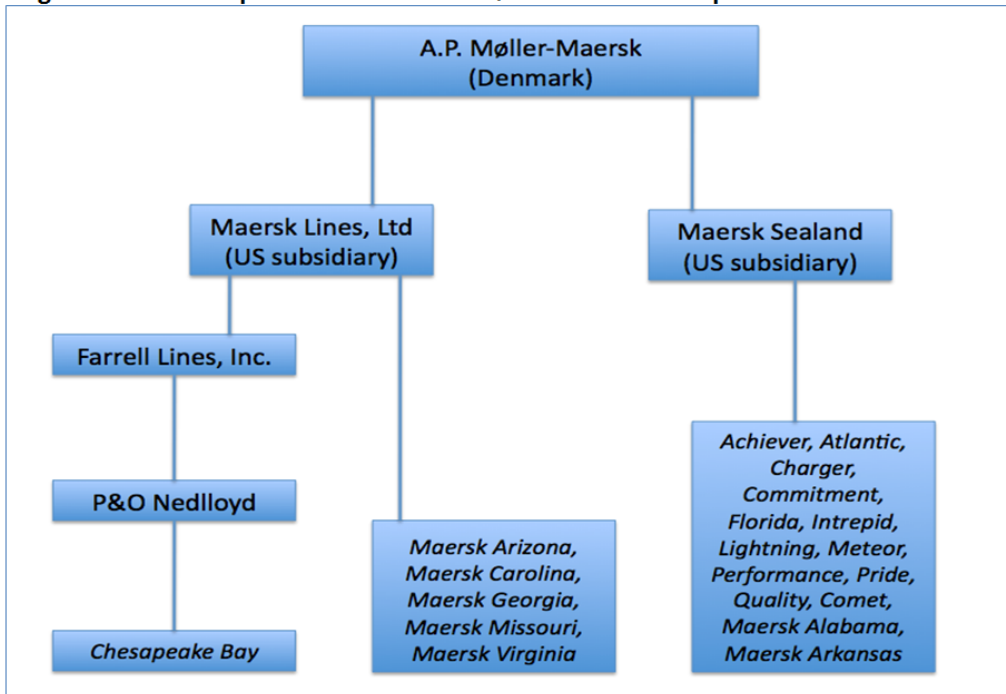 A.P. Møller-Maersk
(Denmark)
Maersk Lines, Ltd
(US subsidiary)
Maersk Sealand
(US subsidiary)
Farrell Lines, Inc.
P&O Nedlloyd
Chesapeake Bay
Maersk Arizona,
Maersk Carolina,
Maersk Georgia,
Maersk Missouri,
Maersk Virginia
Achiever, Atlantic,
Charger,
Commitment,
Florida, Intrepid,
Lightning, Meteor,
Performance, Pride,
Quality, Comet,
Maersk Alabama,
Maersk Arkansas